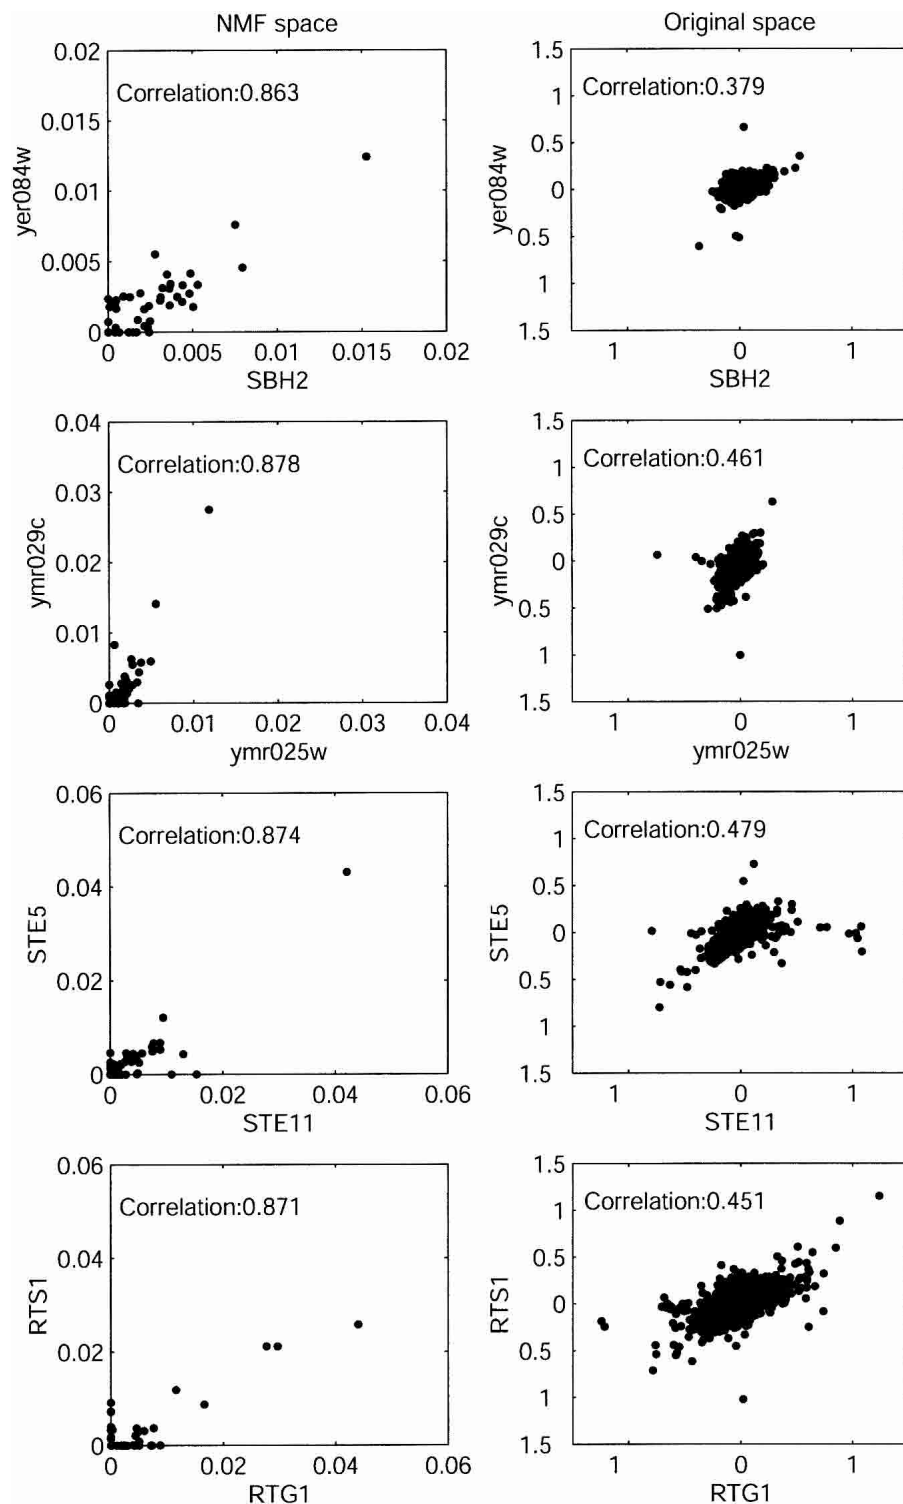 NMF space
Original space
0.02
0.015
0.01
0.005
0
Correlation:0.863
yer084w
0
0.005
0.01
0.015
0.02
SBH2
1.5
1
0.5
0
0.5
1
1.5
Correlation:0.379
yer084w
1
0
1
SBH2
0.04
0.03
0.02
0.01
0
Correlation:0.878
ymr029c
0
0.01
0.02
0.03
0.04
ymr025w
1.5
1
0.5
0
0.5
1
1.5
Correlation:0.461
ymr029c
1
0
1
ymr025w
0.06
0.04
0.02
0
Correlation:0.874
STE5
0
0.02
0.04
0.06
STE11
1.5
1
0.5
0
0.5
1
1.5
Correlation:0.479
STE5
1
0
1
STE11
0.06
0.04
0.02
0
Correlation:0.871
RTS1
0
0.02
0.04
0.06
RTG1
1.5
1
0.5
0
0.5
1
1.5
Correlation:0.451
RTS1
1
0
1
RTG1